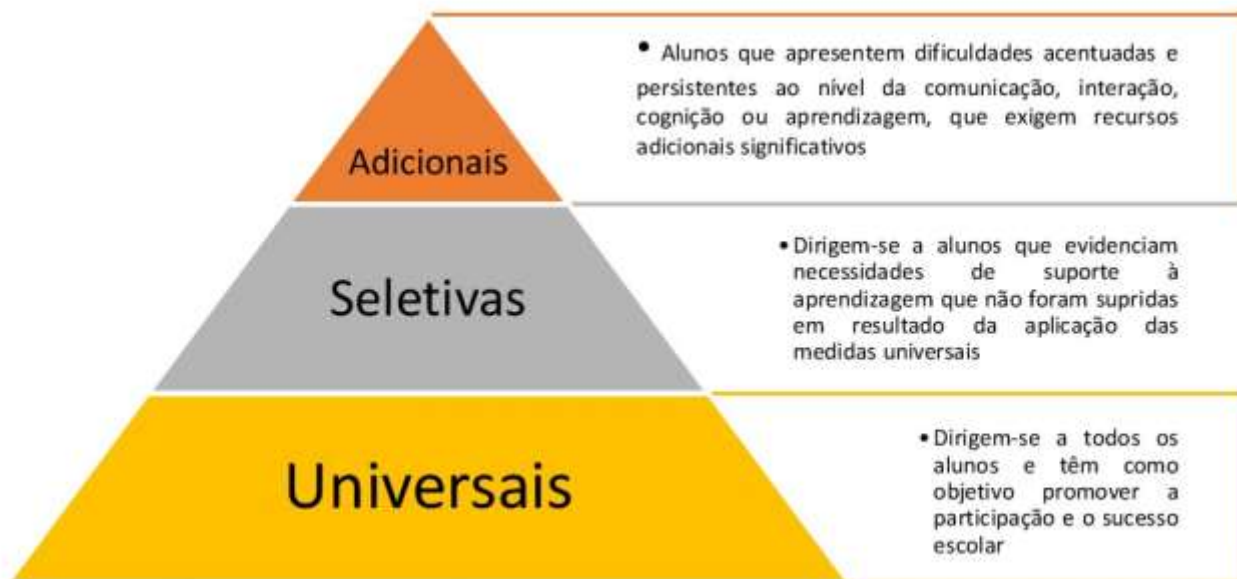 Adicionais
• Alunos que apresentem dificuldades acentuadas e
persistentes ao nível da comunicação, interação,
cognição ou aprendizagem, que exigem recursos
adicionais significativos
Seletivas
• Dirigem-se a alunos que evidenciam
necessidades de suporte à
aprendizagem que não foram supridas
em resultado da aplicação das
medidas universais
Universais
• Dirigem-se a todos os
alunos e têm como
objetivo promover a
participação e o sucesso
escolar